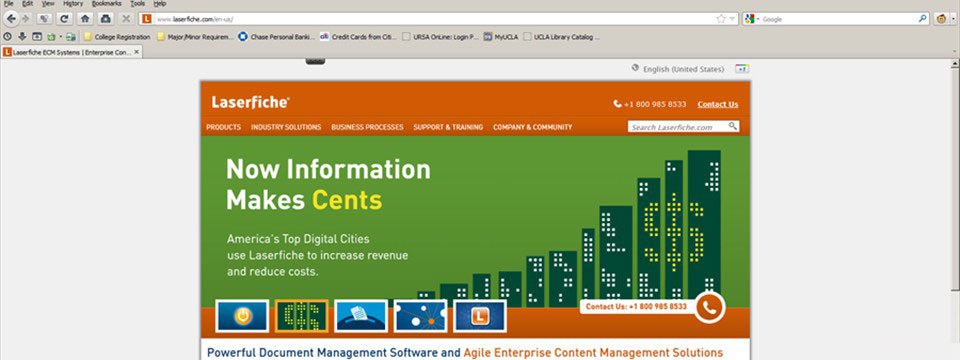 File Edit View History Bookmarks Tools Help
www.laserfiche.com/en-us/
Google
College Registration Major/Minor Requirem... Chase Personal Banki... Credit Cards from Citi... URSA OnLine: Login P... MyUCLA UCLA Library Catalog ...
Laserfiche ECM Systems | Enterprise Con...
English (United States)
Laserfiche®
+1 800 985 8533 Contact Us
PRODUCTS INDUSTRY SOLUTIONS BUSINESS PROCESSES SUPPORT & TRAINING COMPANY & COMMUNITY
Search Laserfiche.com
Now Information
Makes Cents
America's Top Digital Cities
use Laserfiche to increase revenue
and reduce costs.
Contact Us: +1 800 985 8533
Powerful Document Management Software and Agile Enterprise Content Management Solutions